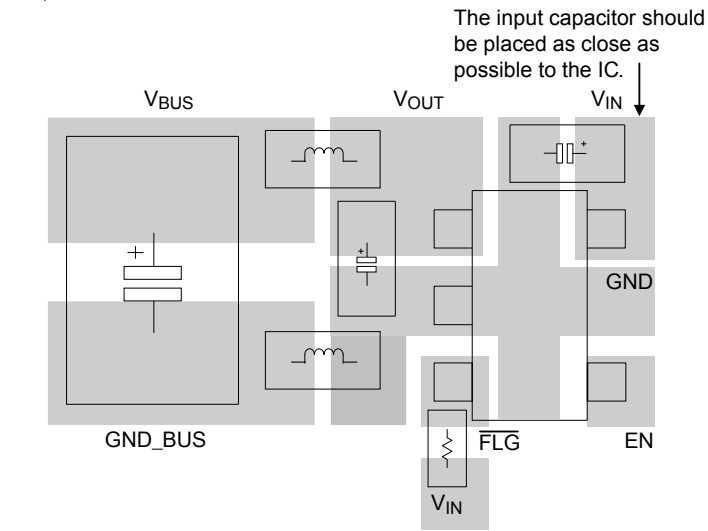 The input capacitor should
be placed as close as
possible to the IC.
VBUS VOUT VIN
+
+
+
GND
GND_BUS FLG EN
VIN